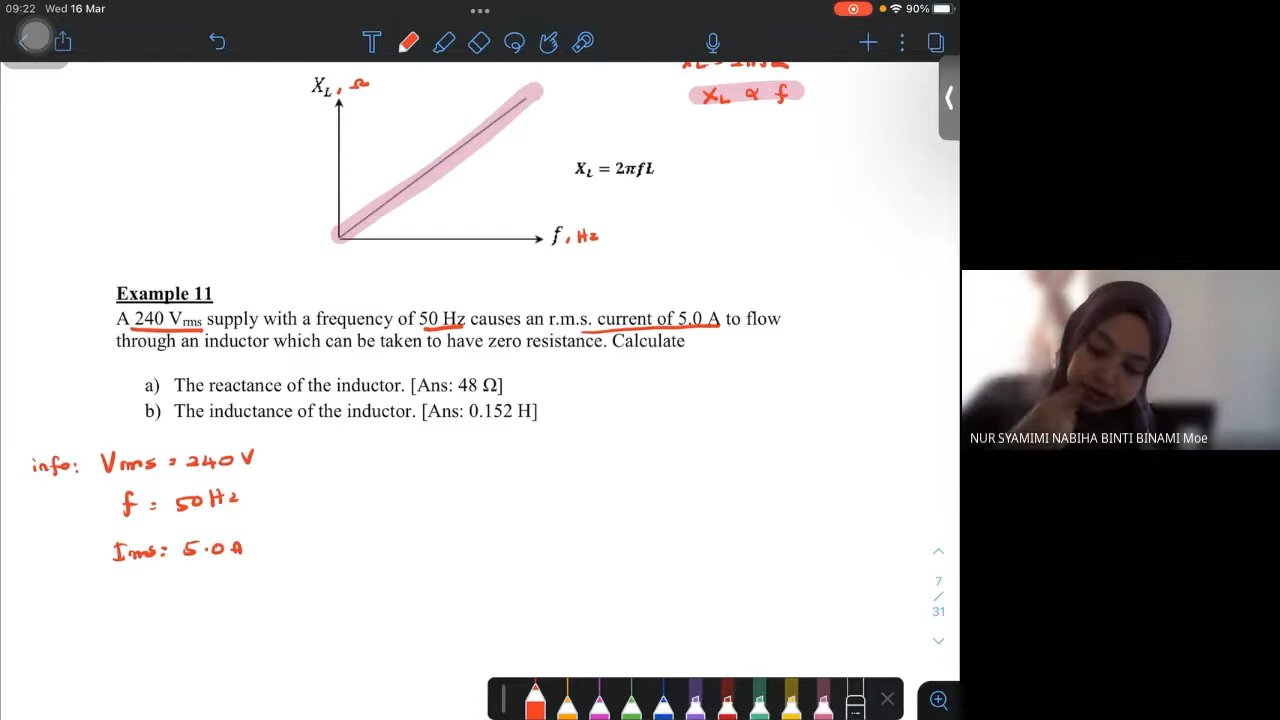 09:22 Wed 16 Mar
90%
X_L, Ω
X_L ∝ f
X_L = 2πfL
f, Hz
Example 11
A 240 Vrms supply with a frequency of 50 Hz causes an r.m.s. current of 5.0 A to flow
through an inductor which can be taken to have zero resistance. Calculate
a) The reactance of the inductor. [Ans: 48 Ω]
b) The inductance of the inductor. [Ans: 0.152 H]
info: Vrms = 240 V
f = 50 Hz
Irms = 5.0 A
NUR SYAMIMI NABIHA BINTI BINAMI Moe
7
/
31